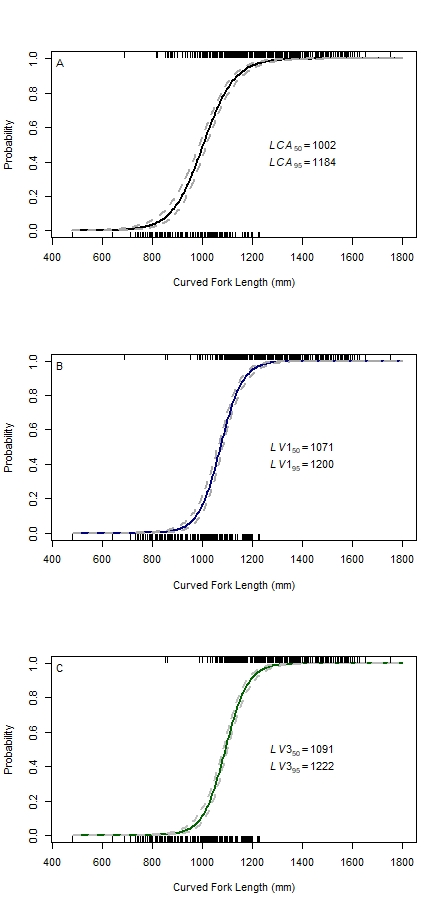 A
1.0
0.8
0.6
0.4
0.2
0.0
Probability
LCA50 = 1002
LCA95 = 1184
400 600 800 1000 1200 1400 1600 1800
Curved Fork Length (mm)
B
1.0
0.8
0.6
0.4
0.2
0.0
Probability
LV150 = 1071
LV195 = 1200
400 600 800 1000 1200 1400 1600 1800
Curved Fork Length (mm)
C
1.0
0.8
0.6
0.4
0.2
0.0
Probability
LV350 = 1091
LV395 = 1222
400 600 800 1000 1200 1400 1600 1800
Curved Fork Length (mm)